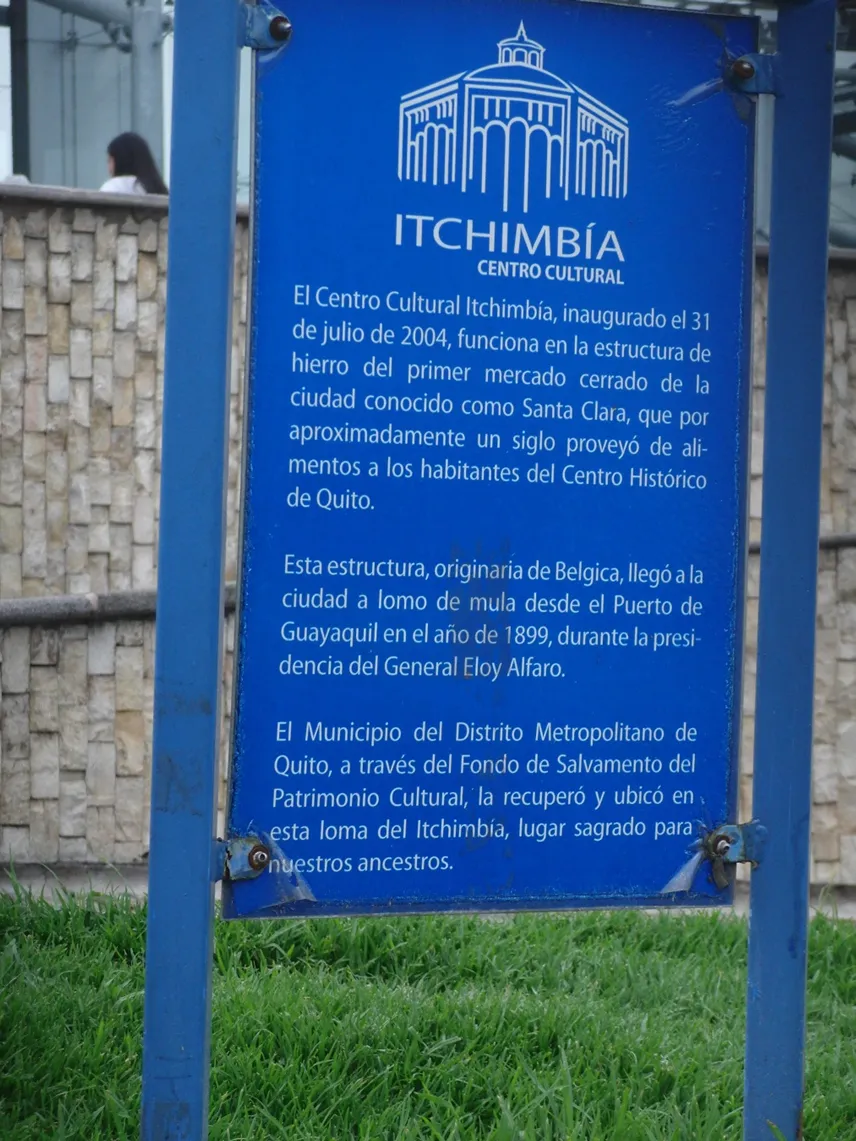 ITCHIMBÍA
CENTRO CULTURAL
El Centro Cultural Itchimbía, inaugurado el 31
de julio de 2004, funciona en la estructura de
hierro del primer mercado cerrado de la
ciudad conocido como Santa Clara, que por
aproximadamente un siglo proveyó de ali-
mentos a los habitantes del Centro Histórico
de Quito.
Esta estructura, originaria de Belgica, llegó a la
ciudad a lomo de mula desde el Puerto de
Guayaquil en el año de 1899, durante la presi-
dencia del General Eloy Alfaro.
El Municipio del Distrito Metropolitano de
Quito, a través del Fondo de Salvamento del
Patrimonio Cultural, la recuperó y ubicó en
esta loma del Itchimbía, lugar sagrado para
nuestros ancestros.